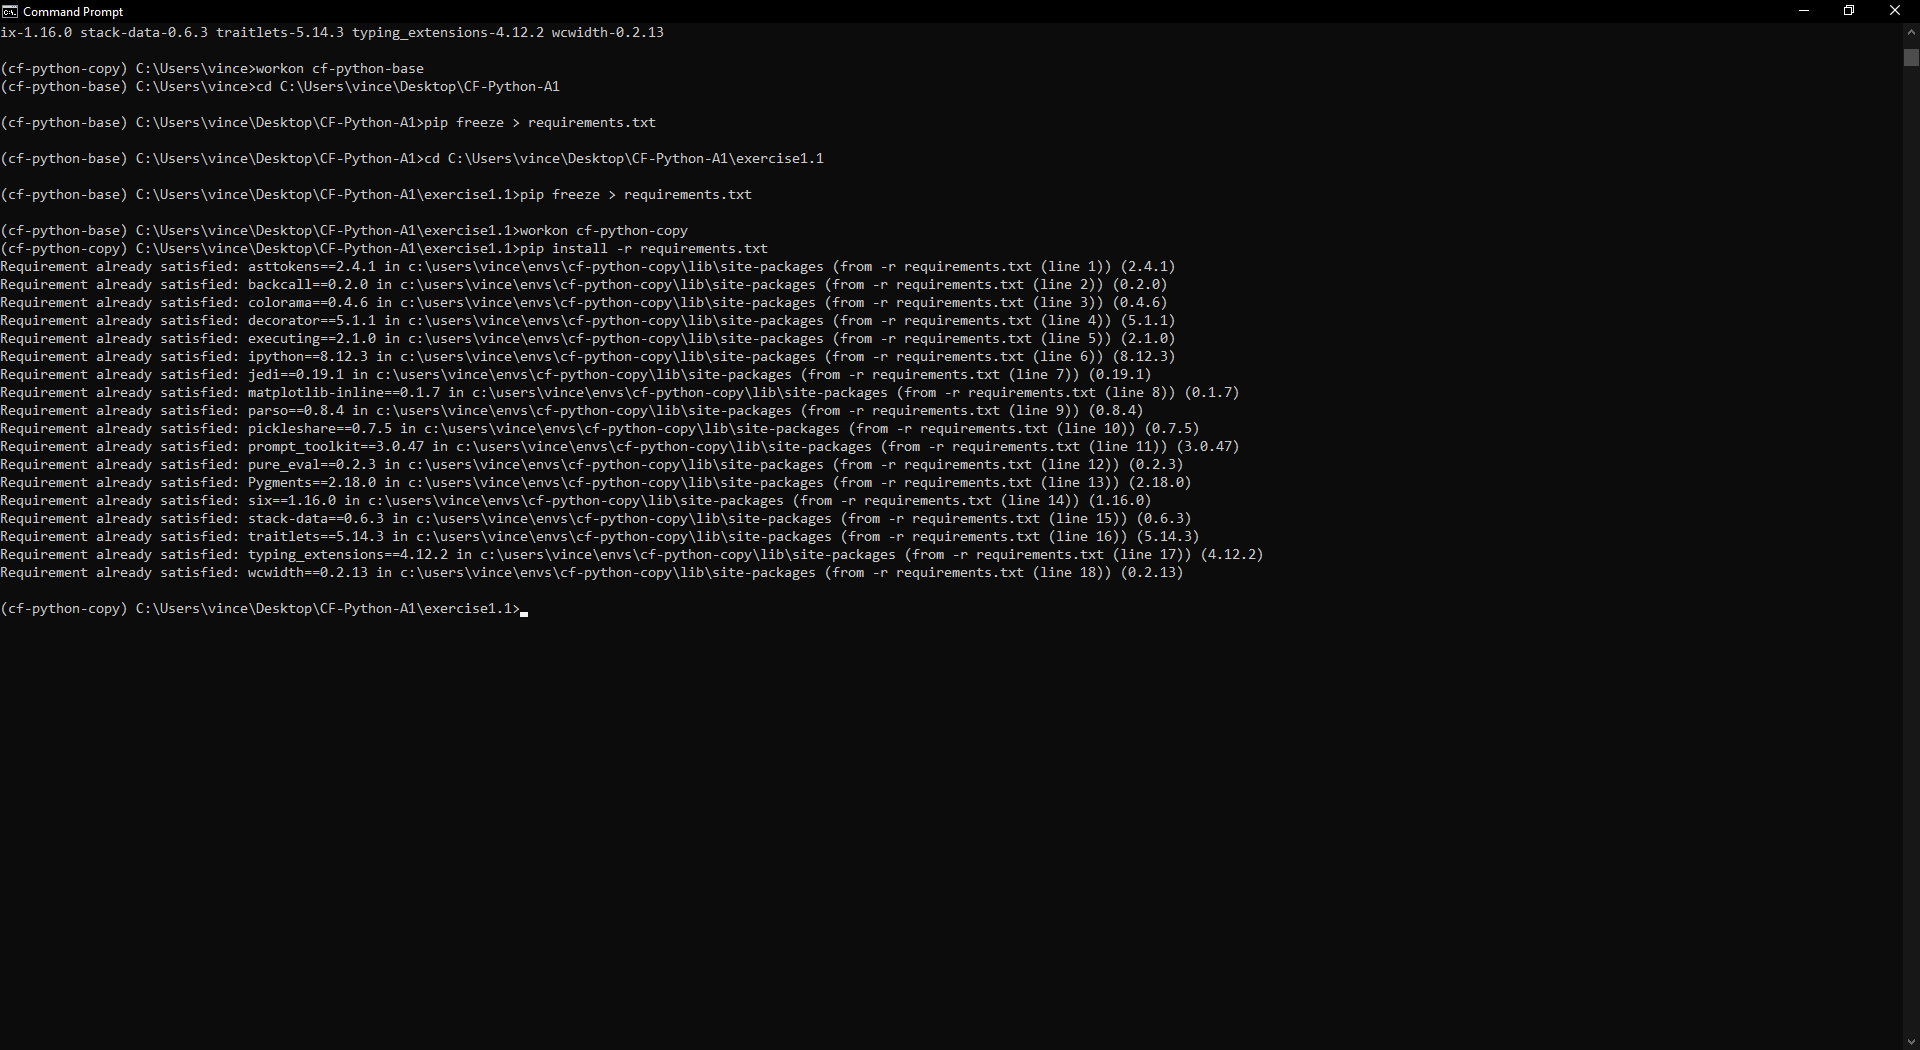 Command Prompt
ix-1.16.0 stack-data-0.6.3 traitlets-5.14.3 typing_extensions-4.12.2 wcwidth-0.2.13
(cf-python-copy) C:\Users\vince>workon cf-python-base
(cf-python-base) C:\Users\vince>cd C:\Users\vince\Desktop\CF-Python-A1
(cf-python-base) C:\Users\vince\Desktop\CF-Python-A1>pip freeze > requirements.txt
(cf-python-base) C:\Users\vince\Desktop\CF-Python-A1>cd C:\Users\vince\Desktop\CF-Python-A1\exercise1.1
(cf-python-base) C:\Users\vince\Desktop\CF-Python-A1\exercise1.1>pip freeze > requirements.txt
(cf-python-base) C:\Users\vince\Desktop\CF-Python-A1\exercise1.1>workon cf-python-copy
(cf-python-copy) C:\Users\vince\Desktop\CF-Python-A1\exercise1.1>pip install -r requirements.txt
Requirement already satisfied: asttokens==2.4.1 in c:\users\vince\envs\cf-python-copy\lib\site-packages (from -r requirements.txt (line 1)) (2.4.1)
Requirement already satisfied: backcall==0.2.0 in c:\users\vince\envs\cf-python-copy\lib\site-packages (from -r requirements.txt (line 2)) (0.2.0)
Requirement already satisfied: colorama==0.4.6 in c:\users\vince\envs\cf-python-copy\lib\site-packages (from -r requirements.txt (line 3)) (0.4.6)
Requirement already satisfied: decorator==5.1.1 in c:\users\vince\envs\cf-python-copy\lib\site-packages (from -r requirements.txt (line 4)) (5.1.1)
Requirement already satisfied: executing==2.1.0 in c:\users\vince\envs\cf-python-copy\lib\site-packages (from -r requirements.txt (line 5)) (2.1.0)
Requirement already satisfied: ipython==8.12.3 in c:\users\vince\envs\cf-python-copy\lib\site-packages (from -r requirements.txt (line 6)) (8.12.3)
Requirement already satisfied: jedi==0.19.1 in c:\users\vince\envs\cf-python-copy\lib\site-packages (from -r requirements.txt (line 7)) (0.19.1)
Requirement already satisfied: matplotlib-inline==0.1.7 in c:\users\vince\envs\cf-python-copy\lib\site-packages (from -r requirements.txt (line 8)) (0.1.7)
Requirement already satisfied: parso==0.8.4 in c:\users\vince\envs\cf-python-copy\lib\site-packages (from -r requirements.txt (line 9)) (0.8.4)
Requirement already satisfied: pickleshare==0.7.5 in c:\users\vince\envs\cf-python-copy\lib\site-packages (from -r requirements.txt (line 10)) (0.7.5)
Requirement already satisfied: prompt_toolkit==3.0.47 in c:\users\vince\envs\cf-python-copy\lib\site-packages (from -r requirements.txt (line 11)) (3.0.47)
Requirement already satisfied: pure_eval==0.2.3 in c:\users\vince\envs\cf-python-copy\lib\site-packages (from -r requirements.txt (line 12)) (0.2.3)
Requirement already satisfied: Pygments==2.18.0 in c:\users\vince\envs\cf-python-copy\lib\site-packages (from -r requirements.txt (line 13)) (2.18.0)
Requirement already satisfied: six==1.16.0 in c:\users\vince\envs\cf-python-copy\lib\site-packages (from -r requirements.txt (line 14)) (1.16.0)
Requirement already satisfied: stack-data==0.6.3 in c:\users\vince\envs\cf-python-copy\lib\site-packages (from -r requirements.txt (line 15)) (0.6.3)
Requirement already satisfied: traitlets==5.14.3 in c:\users\vince\envs\cf-python-copy\lib\site-packages (from -r requirements.txt (line 16)) (5.14.3)
Requirement already satisfied: typing_extensions==4.12.2 in c:\users\vince\envs\cf-python-copy\lib\site-packages (from -r requirements.txt (line 17)) (4.12.2)
Requirement already satisfied: wcwidth==0.2.13 in c:\users\vince\envs\cf-python-copy\lib\site-packages (from -r requirements.txt (line 18)) (0.2.13)
(cf-python-copy) C:\Users\vince\Desktop\CF-Python-A1\exercise1.1>